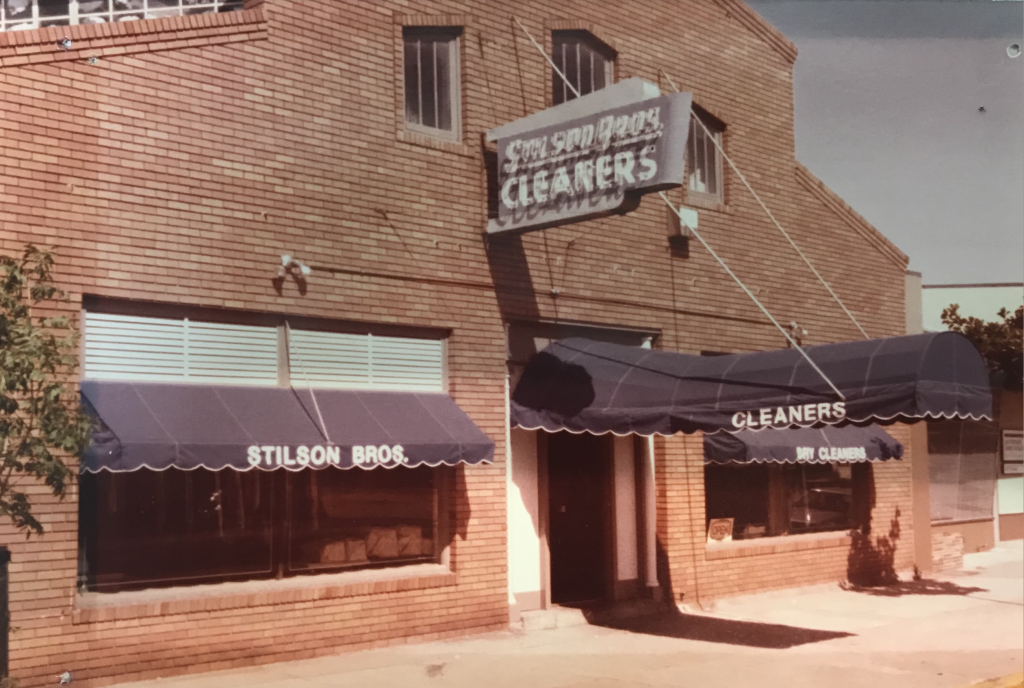 Stilson Bros.
CLEANERS
STILSON BROS.
CLEANERS
DRY CLEANERS